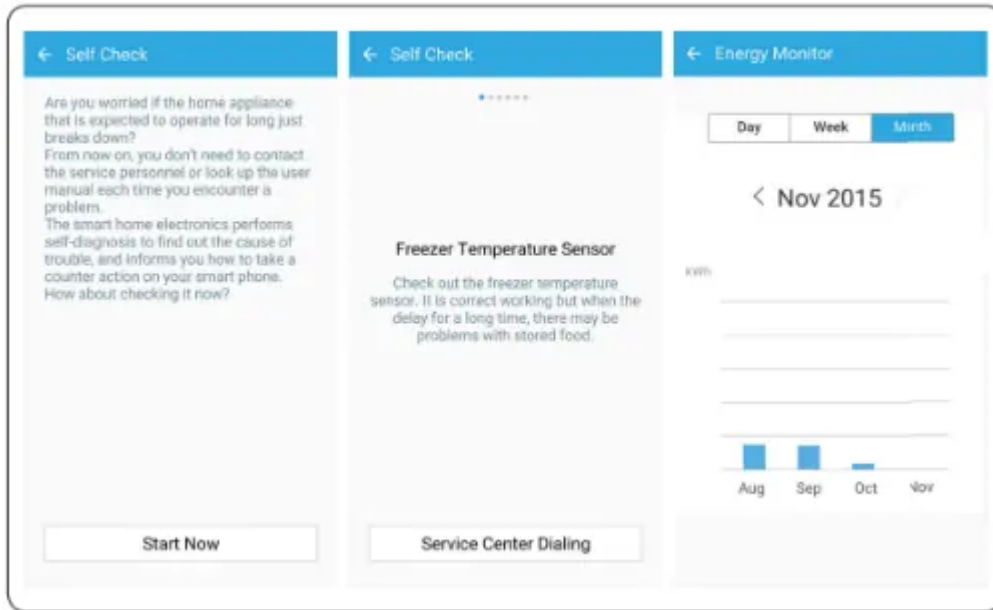 ← Self Check
Are you worried if the home appliance
that is expected to operate for long just
breaks down?
From now on, you don't need to contact
the service personnel or look up the user
manual each time you encounter a
problem.
The smart home electronics performs
self-diagnosis to find out the cause of
trouble, and informs you how to take a
counter action on your smart phone.
How about checking it now?
Start Now
← Self Check
Freezer Temperature Sensor
Check out the freezer temperature
sensor. It is correct working but when the
delay for a long time, there may be
problems with stored food.
Service Center Dialing
← Energy Monitor
Day Week Minth
< Nov 2015
kWh
Aug Sep Oct Nov